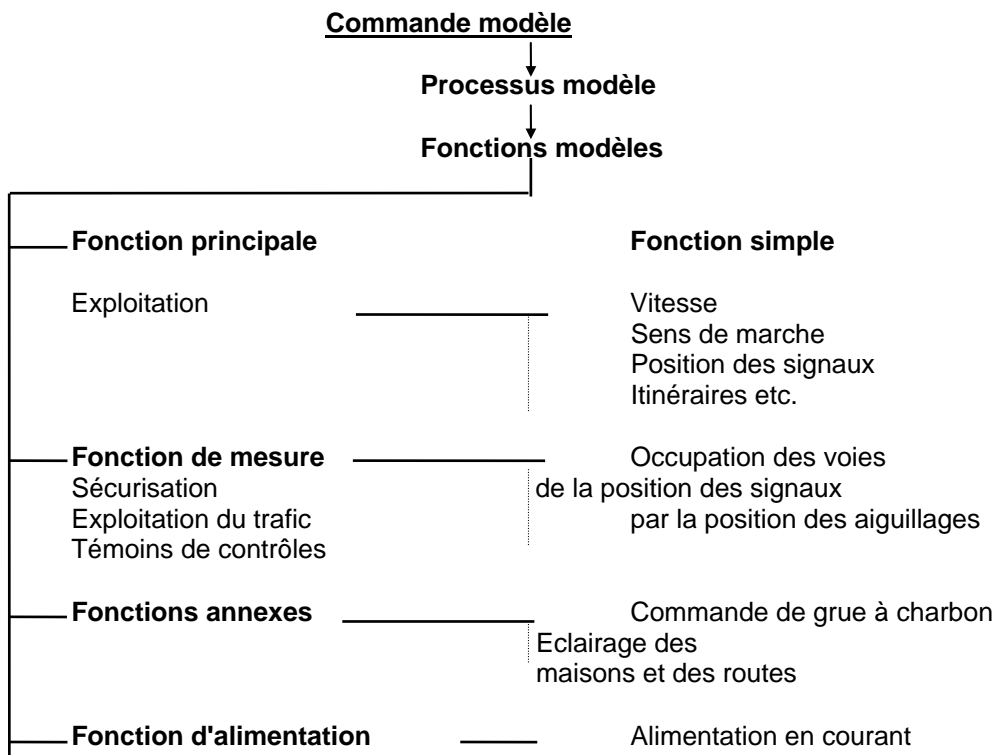 Commande modèle
Processus modèle
Fonctions modèles
Fonction principale Fonction simple
Exploitation Vitesse
Sens de marche
Position des signaux
Itinéraires etc.
Fonction de mesure Occupation des voies
Sécurisation de la position des signaux
Exploitation du trafic par la position des aiguillages
Témoins de contrôles
Fonctions annexes Commande de grue à charbon
Eclairage des
maisons et des routes
Fonction d'alimentation Alimentation en courant